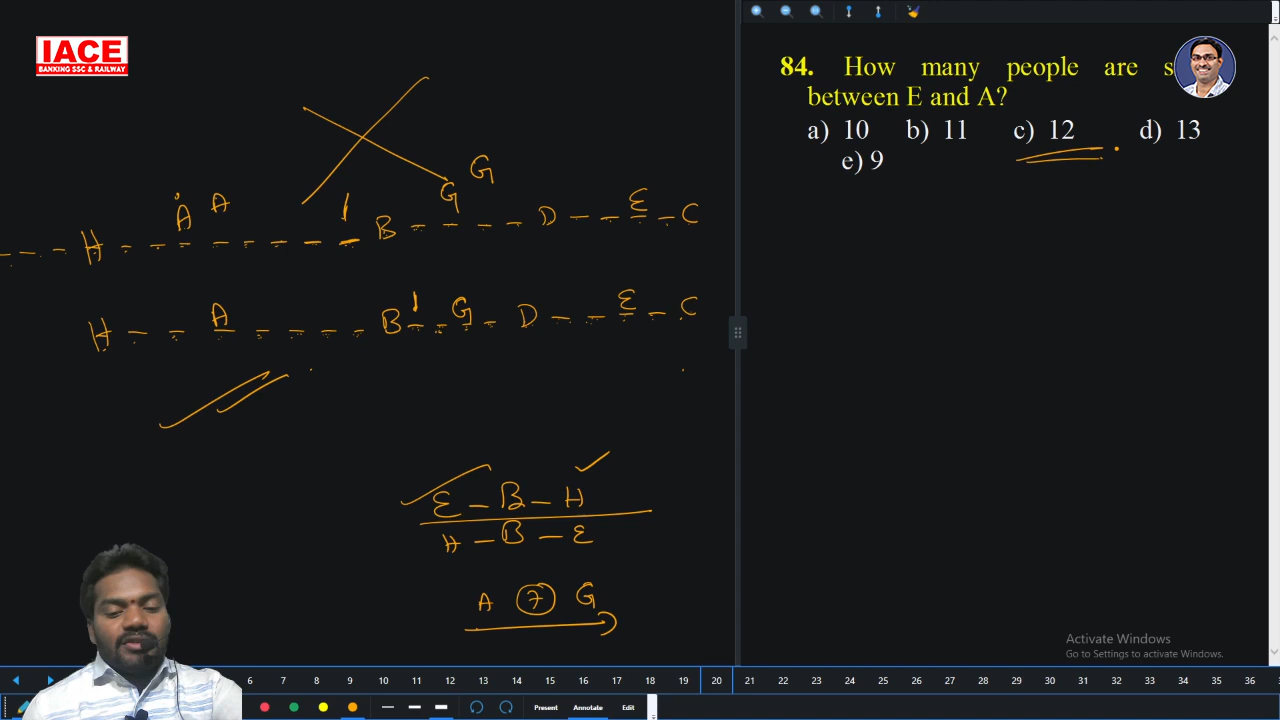 IACE
BANKING SSC & RAILWAY
84. How many people are s
between E and A?
a) 10 b) 11 c) 12 d) 13
e) 9
A A G G
H B D E C
H A B G D E C
E - B - H
H - B - E
A 7 G
Activate Windows
Go to Settings to activate Windows.
6 7 8 9 10 11 12 13 14 15 16 17 18 19 20 21 22 23 24 25 26 27 28 29 30 31 32 33 34 35 36
Present Annotate Edit